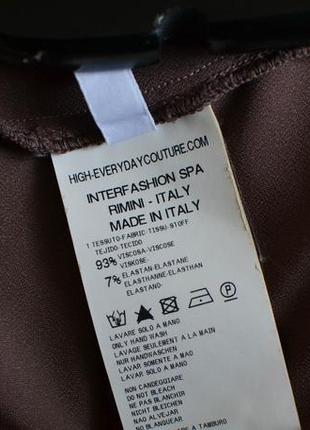 HIGH-EVERYDAYCOUTURE.COM
INTERFASHION SPA
RIMINI - ITALY
MADE IN ITALY
1 TESSUTO-FABRIC-TISSU-STOFF
TEJIDO-TECIDO
93% VISCOSA-VISCOSE
VISKOSE-
7% ELASTAN-ELASTANE
ELASTHANNE-ELASTHAN
ELASTANO-
P
LAVARE SOLO A MANO
ONLY HAND WASH
LAVAGE SEULEMENT A LA MAIN
NUR HANDWASCHEN
LAVAR SOMENTE A MAO
LAVAR SOLO A MANO
NON CANDEGGIARE
DO NOT BLEACH
NE PAS BLANCHIR
NICHT BLEICHEN
NAO ALVEJAR
NO BLANQUEAR
A TAMBURO